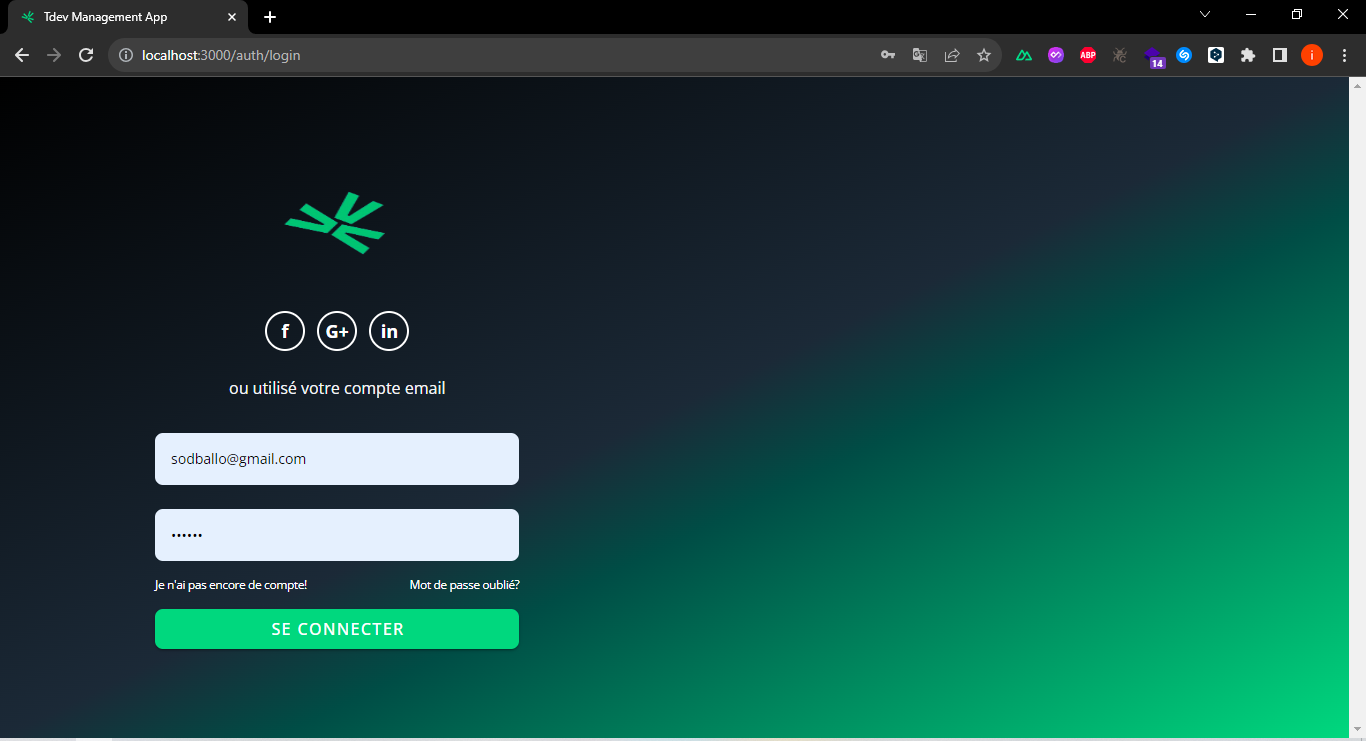 Tdev Management App
localhost:3000/auth/login
ABP
14
i
f G+ in
ou utilisé votre compte email
sodballo@gmail.com
••••••
Je n'ai pas encore de compte! Mot de passe oublié?
SE CONNECTER